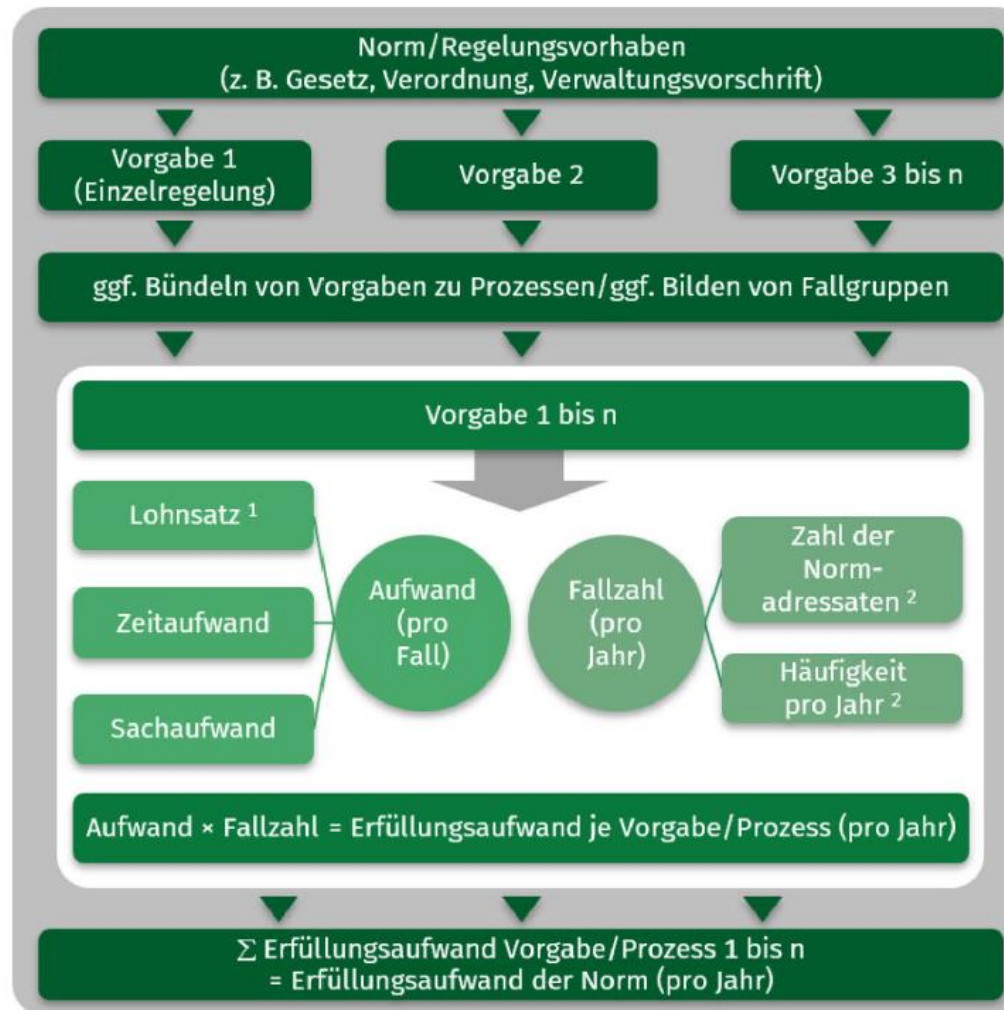 Norm/Regelungsvorhaben
(z. B. Gesetz, Verordnung, Verwaltungsvorschrift)
Vorgabe 1
(Einzelregelung)
Vorgabe 2
Vorgabe 3 bis n
ggf. Bündeln von Vorgaben zu Prozessen/ggf. Bilden von Fallgruppen
Vorgabe 1 bis n
Lohnsatz ¹
Zeitaufwand
Sachaufwand
Aufwand
(pro
Fall)
Fallzahl
(pro
Jahr)
Zahl der
Norm-
adressaten ²
Häufigkeit
pro Jahr ²
Aufwand × Fallzahl = Erfüllungsaufwand je Vorgabe/Prozess (pro Jahr)
∑ Erfüllungsaufwand Vorgabe/Prozess 1 bis n
= Erfüllungsaufwand der Norm (pro Jahr)